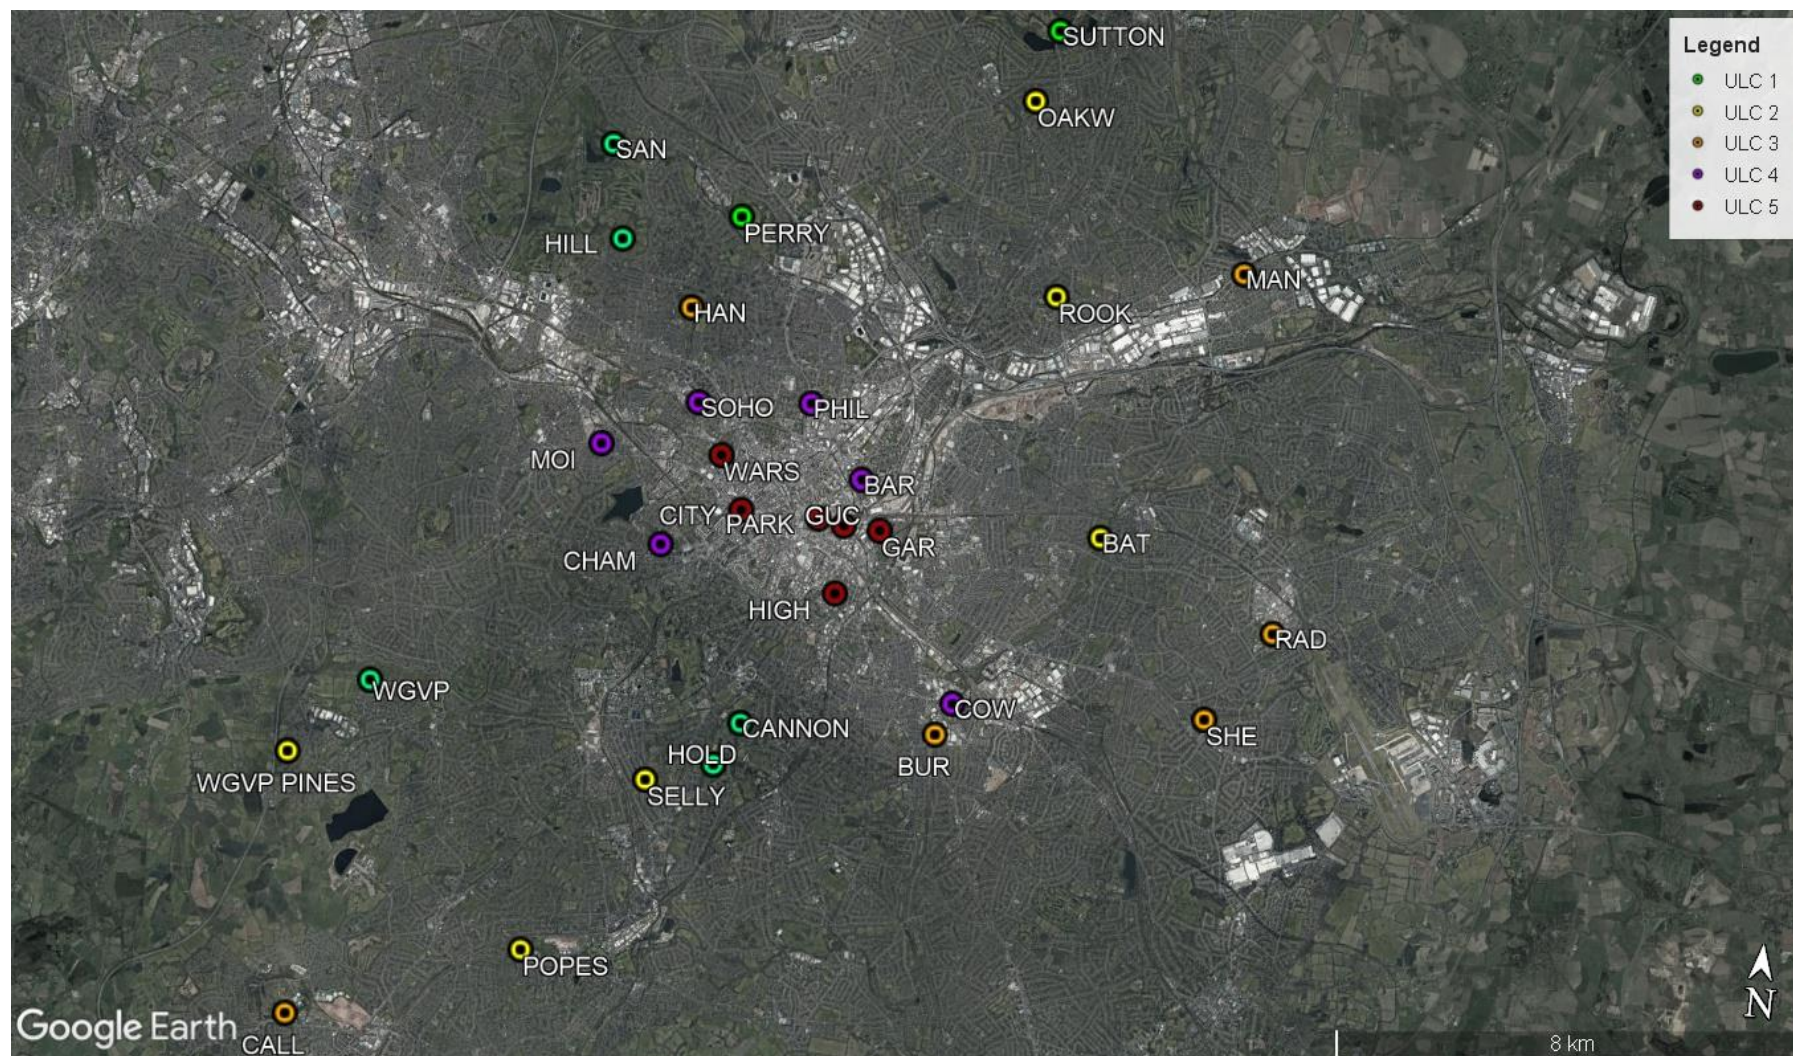 SUTTON
Legend
ULC 1
ULC 2
ULC 3
ULC 4
ULC 5
OAKW
SAN
PERRY
HILL
MAN
HAN
ROOK
SOHO
PHIL
MOI
WARS
BAR
CITY
PARK
GUC
GAR
BAT
CHAM
HIGH
RAD
WGVP
COW
CANNON
SHE
HOLD
BUR
WGVP PINES
SELLY
POPES
N
Google Earth
CALL
8 km